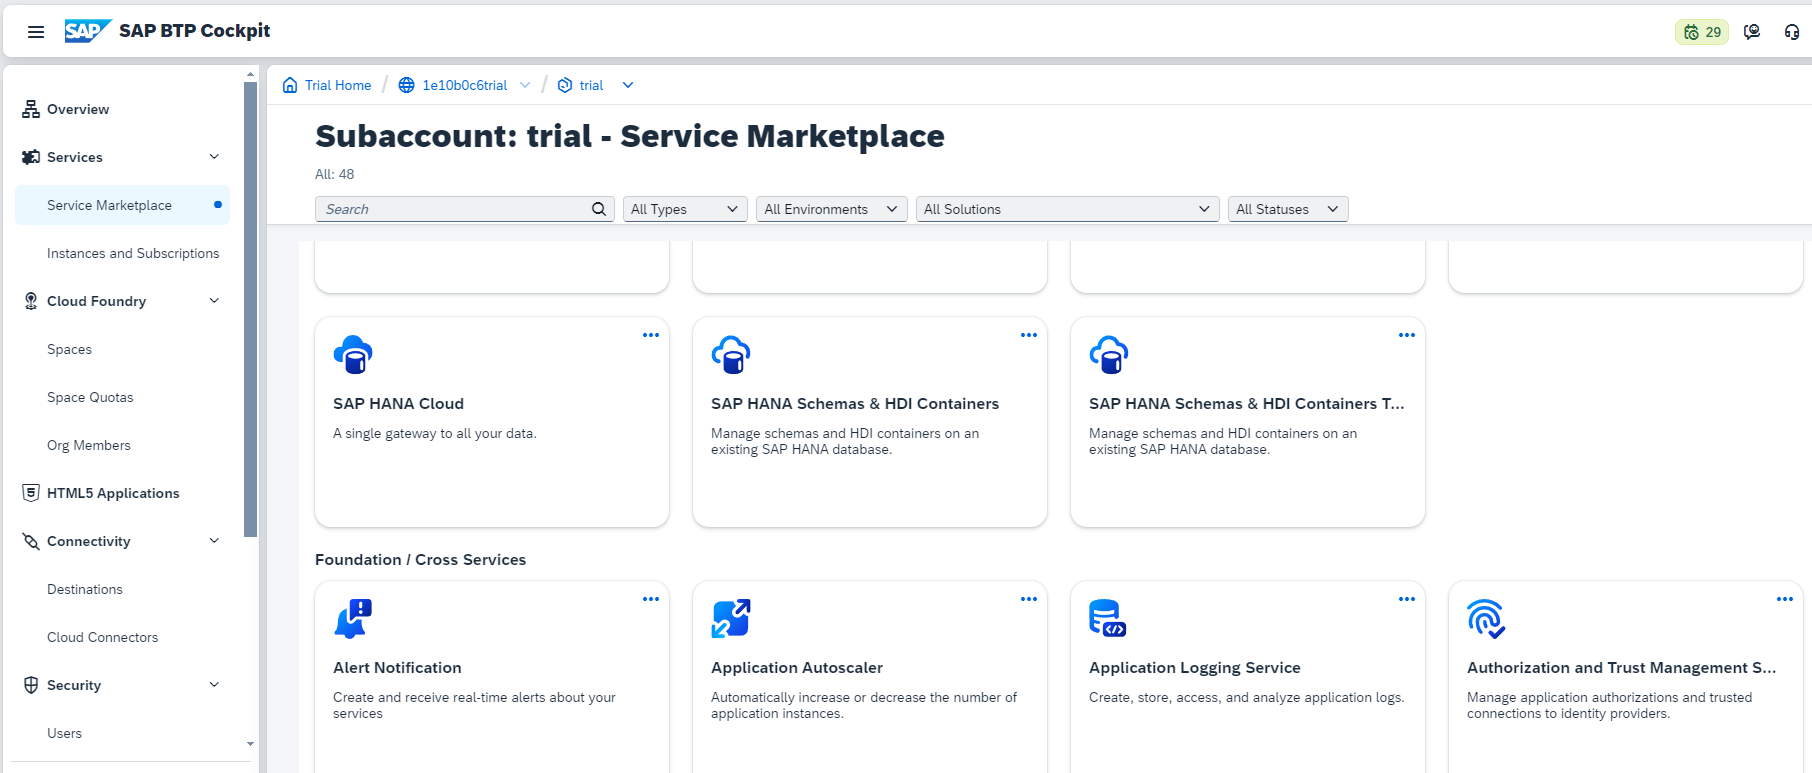 SAP SAP BTP Cockpit
29
Overview
Services
Service Marketplace
Instances and Subscriptions
Cloud Foundry
Spaces
Space Quotas
Org Members
HTML5 Applications
Connectivity
Destinations
Cloud Connectors
Security
Users
Trial Home / 1e10b0c6trial / trial
Subaccount: trial - Service Marketplace
All: 48
Search All Types All Environments All Solutions All Statuses
SAP HANA Cloud
A single gateway to all your data.
SAP HANA Schemas & HDI Containers
Manage schemas and HDI containers on an
existing SAP HANA database.
SAP HANA Schemas & HDI Containers T...
Manage schemas and HDI containers on an
existing SAP HANA database.
Foundation / Cross Services
Alert Notification
Create and receive real-time alerts about your
services
Application Autoscaler
Automatically increase or decrease the number of
application instances.
Application Logging Service
Create, store, access, and analyze application logs.
Authorization and Trust Management S...
Manage application authorizations and trusted
connections to identity providers.